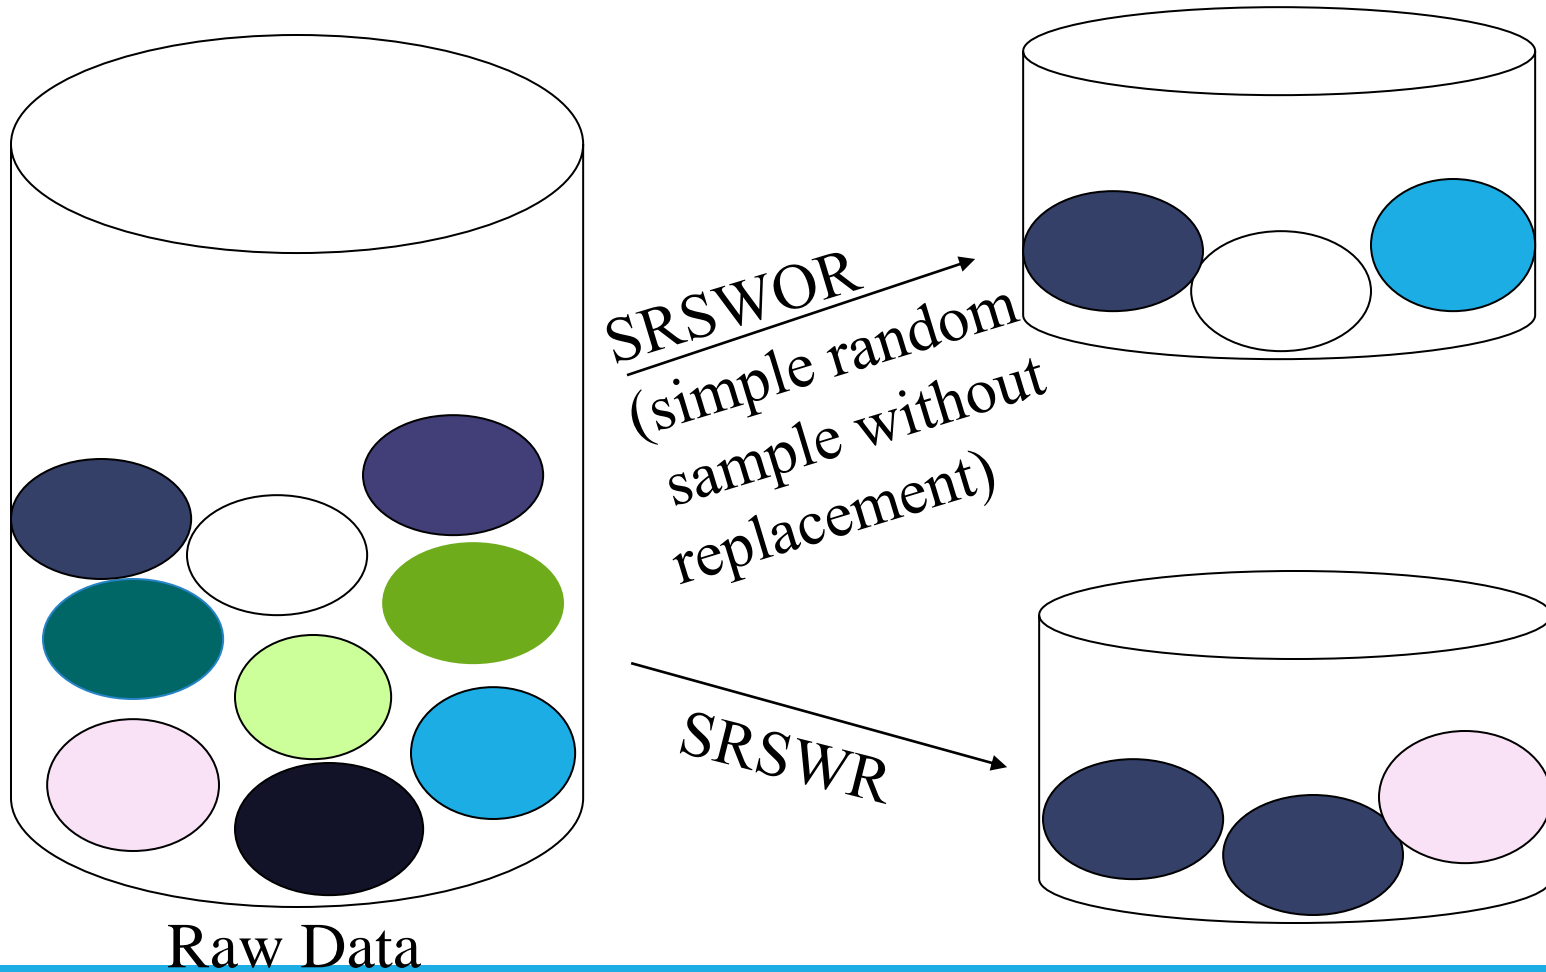 SRSWOR
(simple random
sample without
replacement)
SRSWR
Raw Data